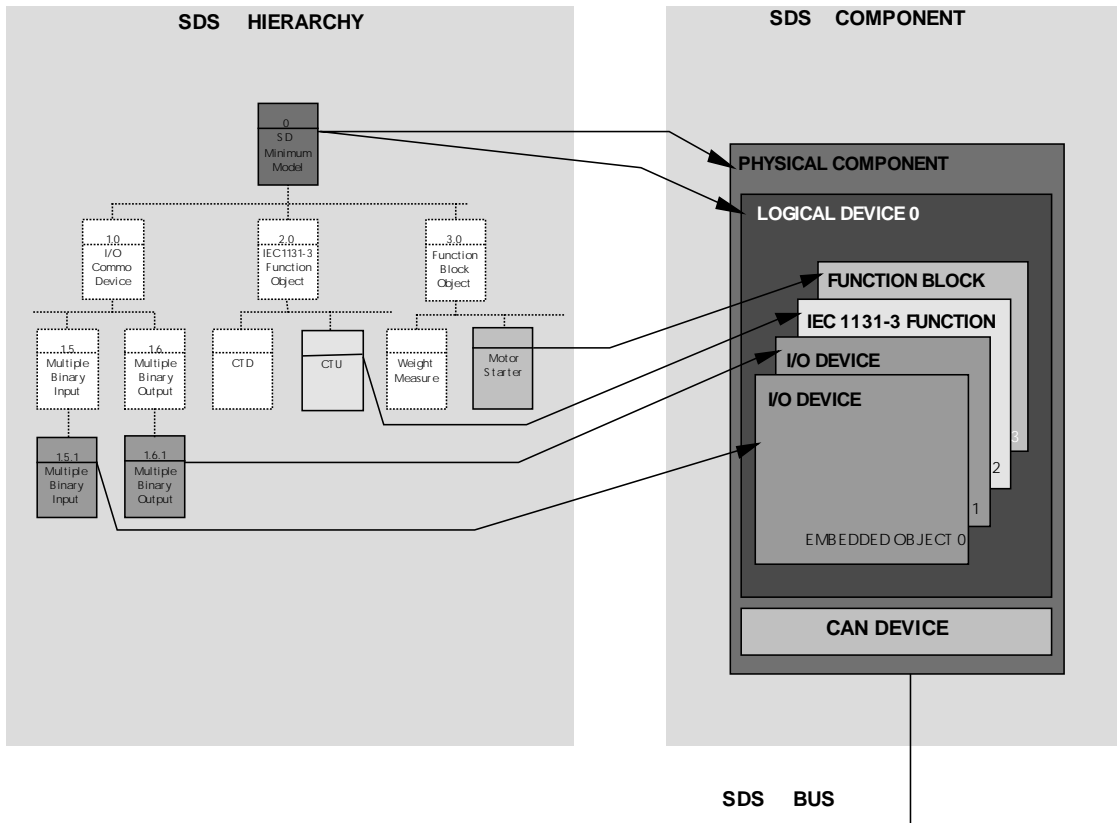 SDS HIERARCHY
SDS COMPONENT
0
SD
Minimum
Model
1.0
I/O
Commo
Device
2.0
IEC1131-3
Function
Object
3.0
Function
Block
Object
1.5
Multiple
Binary
Input
1.6
Multiple
Binary
Output
CTD
CTU
Weight
Measure
Motor
Starter
1.5.1
Multiple
Binary
Input
1.6.1
Multiple
Binary
Output
PHYSICAL COMPONENT
LOGICAL DEVICE 0
FUNCTION BLOCK
IEC 1131-3 FUNCTION
I/O DEVICE
I/O DEVICE
3
2
1
EMBEDDED OBJECT 0
CAN DEVICE
SDS BUS